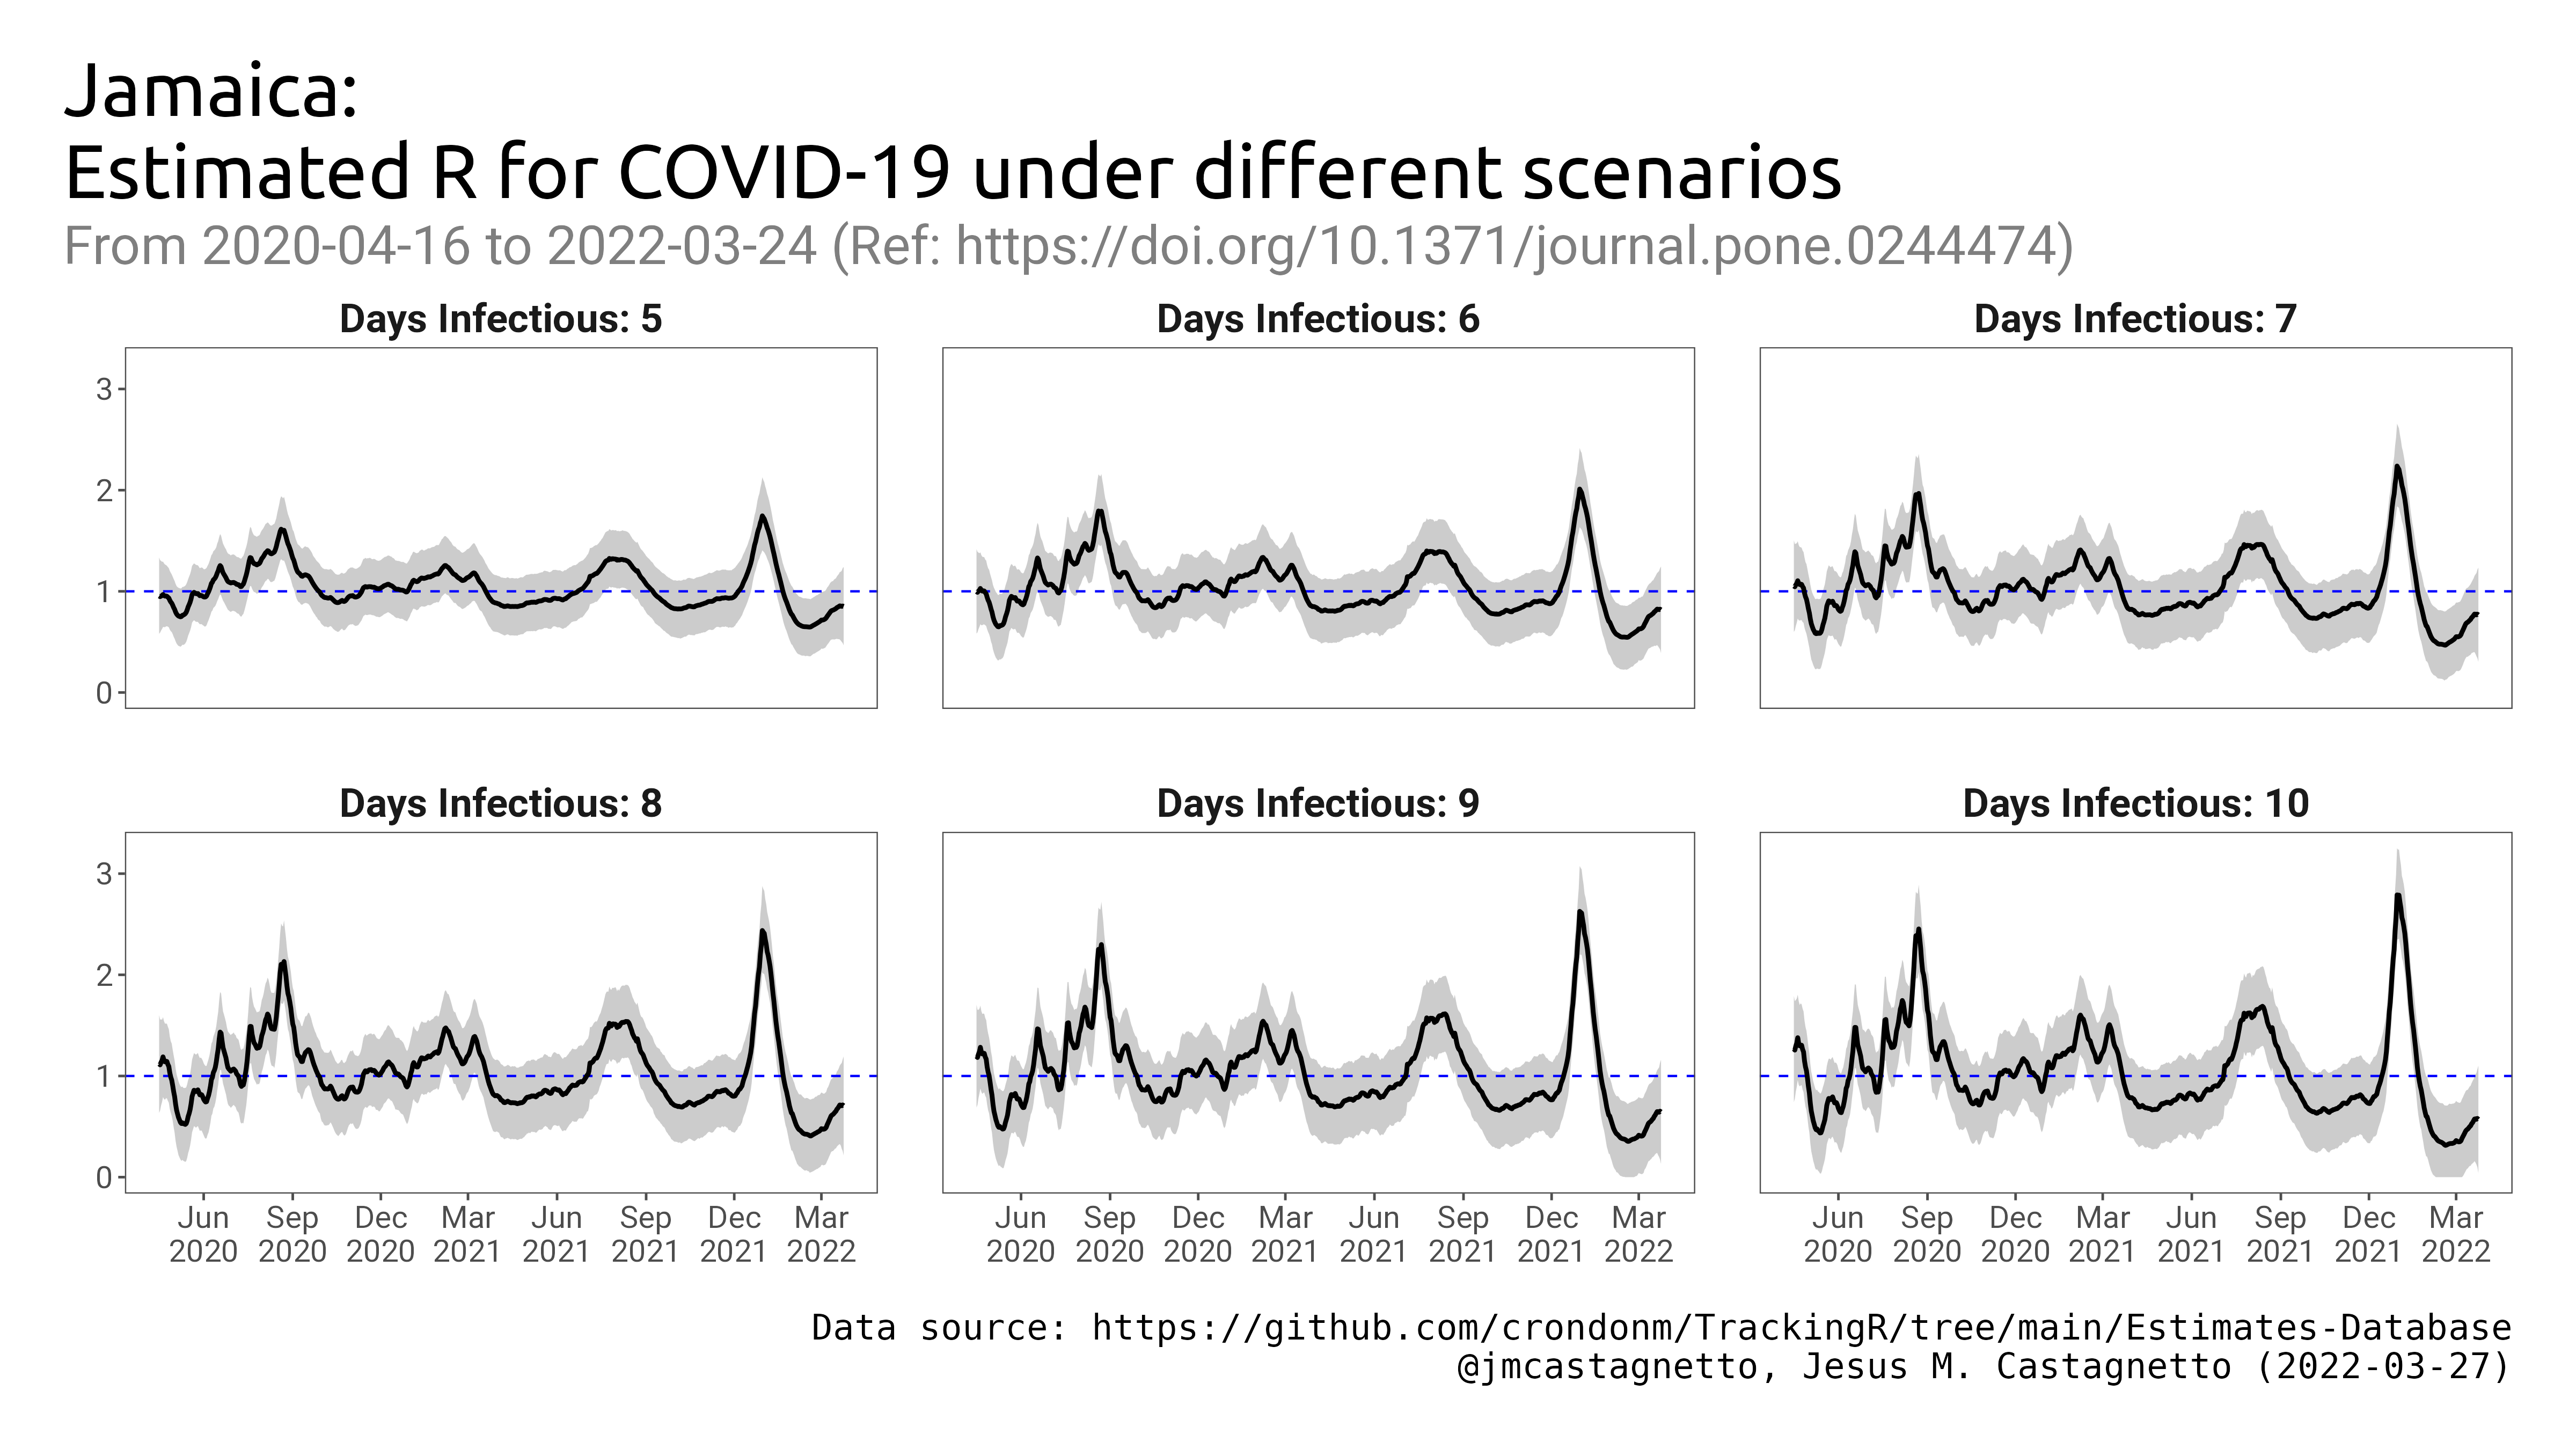 Jamaica:
Estimated R for COVID-19 under different scenarios
From 2020-04-16 to 2022-03-24 (Ref: https://doi.org/10.1371/journal.pone.0244474)
Days Infectious: 5
Days Infectious: 6
Days Infectious: 7
3
2
1
0
Days Infectious: 8
Days Infectious: 9
Days Infectious: 10
3
2
1
0
Jun Sep Dec Mar Jun Sep Dec Mar
2020 2020 2020 2021 2021 2021 2021 2022
Jun Sep Dec Mar Jun Sep Dec Mar
2020 2020 2020 2021 2021 2021 2021 2022
Jun Sep Dec Mar Jun Sep Dec Mar
2020 2020 2020 2021 2021 2021 2021 2022
Data source: https://github.com/crondonm/TrackingR/tree/main/Estimates-Database
@jmcastagnetto, Jesus M. Castagnetto (2022-03-27)